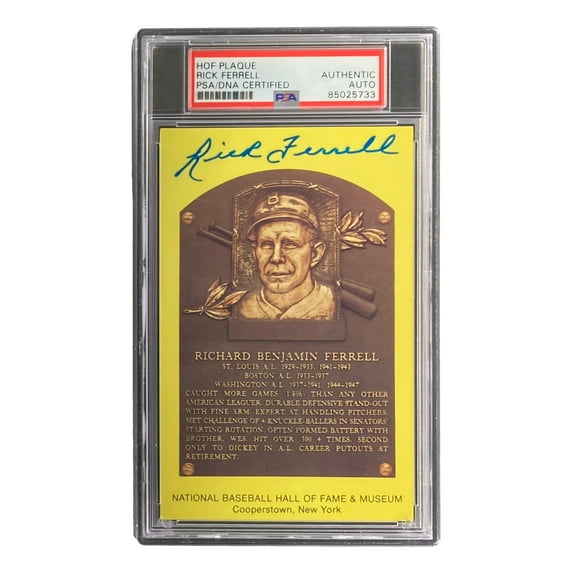 HOF PLAQUE
RICK FERRELL AUTHENTIC
PSA/DNA CERTIFIED AUTO
PSA 85025733
Rick Ferrell
B
RICHARD BENJAMIN FERRELL
ST. LOUIS A.L. 1929-1933, 1941-1943
BOSTON A.L. 1933-1937
WASHINGTON A.L. 1937-1941, 1944-1947
CAUGHT MORE GAMES (1,806) THAN ANY OTHER
AMERICAN LEAGUER. DURABLE DEFENSIVE STAND-OUT
WITH FINE ARM. EXPERT AT HANDLING PITCHERS.
MET CHALLENGE OF 4 KNUCKLE-BALLERS IN SENATORS'
STARTING ROTATION. OFTEN FORMED BATTERY WITH
BROTHER, WES. HIT OVER .300 4 TIMES. SECOND
ONLY TO DICKEY IN A.L. CAREER PUTOUTS AT
RETIREMENT.
NATIONAL BASEBALL HALL OF FAME & MUSEUM
Cooperstown, New York